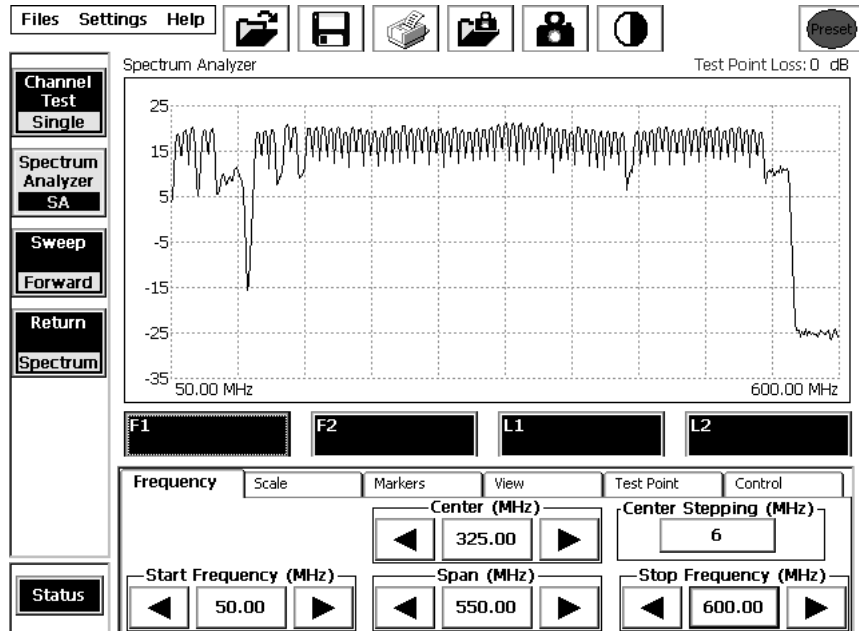 Files Settings Help
Preset
Spectrum Analyzer
Test Point Loss: 0 dB
Channel
Test
Single
Spectrum
Analyzer
SA
Sweep
Forward
Return
Spectrum
Status
25
15
5
-5
-15
-25
-35
50.00 MHz
600.00 MHz
F1
F2
L1
L2
Frequency
Scale
Markers
View
Test Point
Control
Center (MHz)
325.00
Center Stepping (MHz)
6
Start Frequency (MHz)
50.00
Span (MHz)
550.00
Stop Frequency (MHz)
600.00